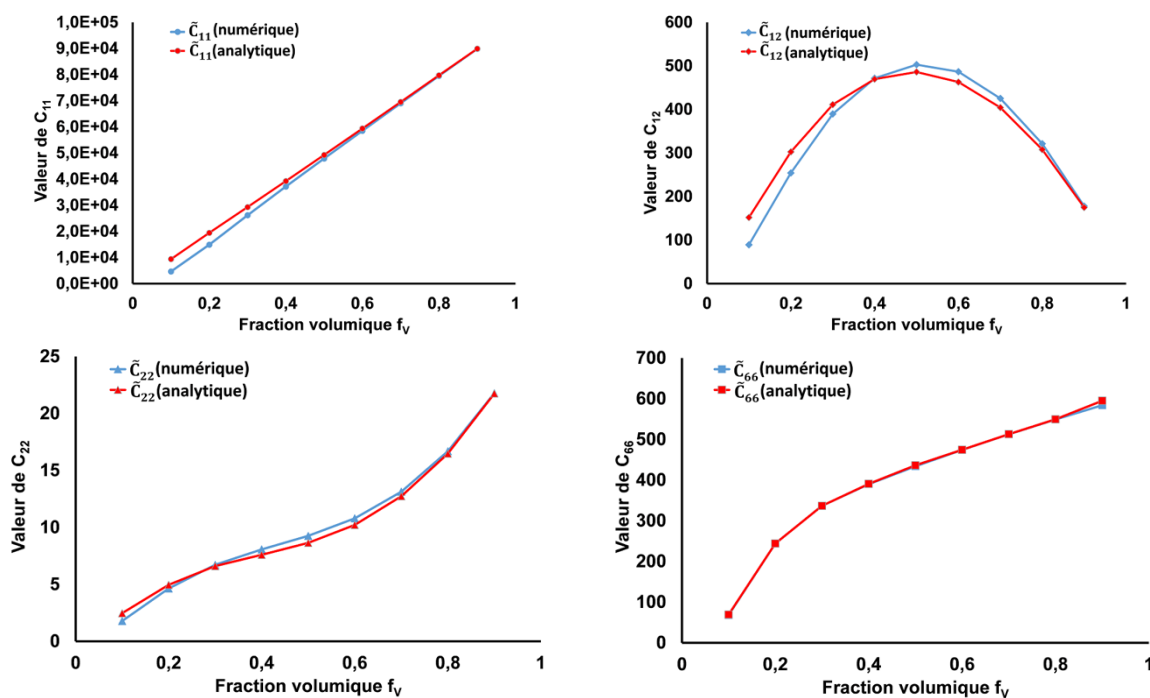 1,0E+05
9,0E+04
8,0E+04
7,0E+04
6,0E+04
5,0E+04
4,0E+04
3,0E+04
2,0E+04
1,0E+04
0,0E+00
Valeur de C11
C̃11 (numérique)
C̃11 (analytique)
0 0,2 0,4 0,6 0,8 1
Fraction volumique fV
600
500
400
300
200
100
0
Valeur de C12
C̃12 (numérique)
C̃12 (analytique)
0 0,2 0,4 0,6 0,8 1
Fraction volumique fV
25
20
15
10
5
0
Valeur de C22
C̃22 (numérique)
C̃22 (analytique)
0 0,2 0,4 0,6 0,8 1
Fraction volumique fV
700
600
500
400
300
200
100
0
Valeur de C66
C̃66 (numérique)
C̃66 (analytique)
0 0,2 0,4 0,6 0,8 1
Fraction volumique fV